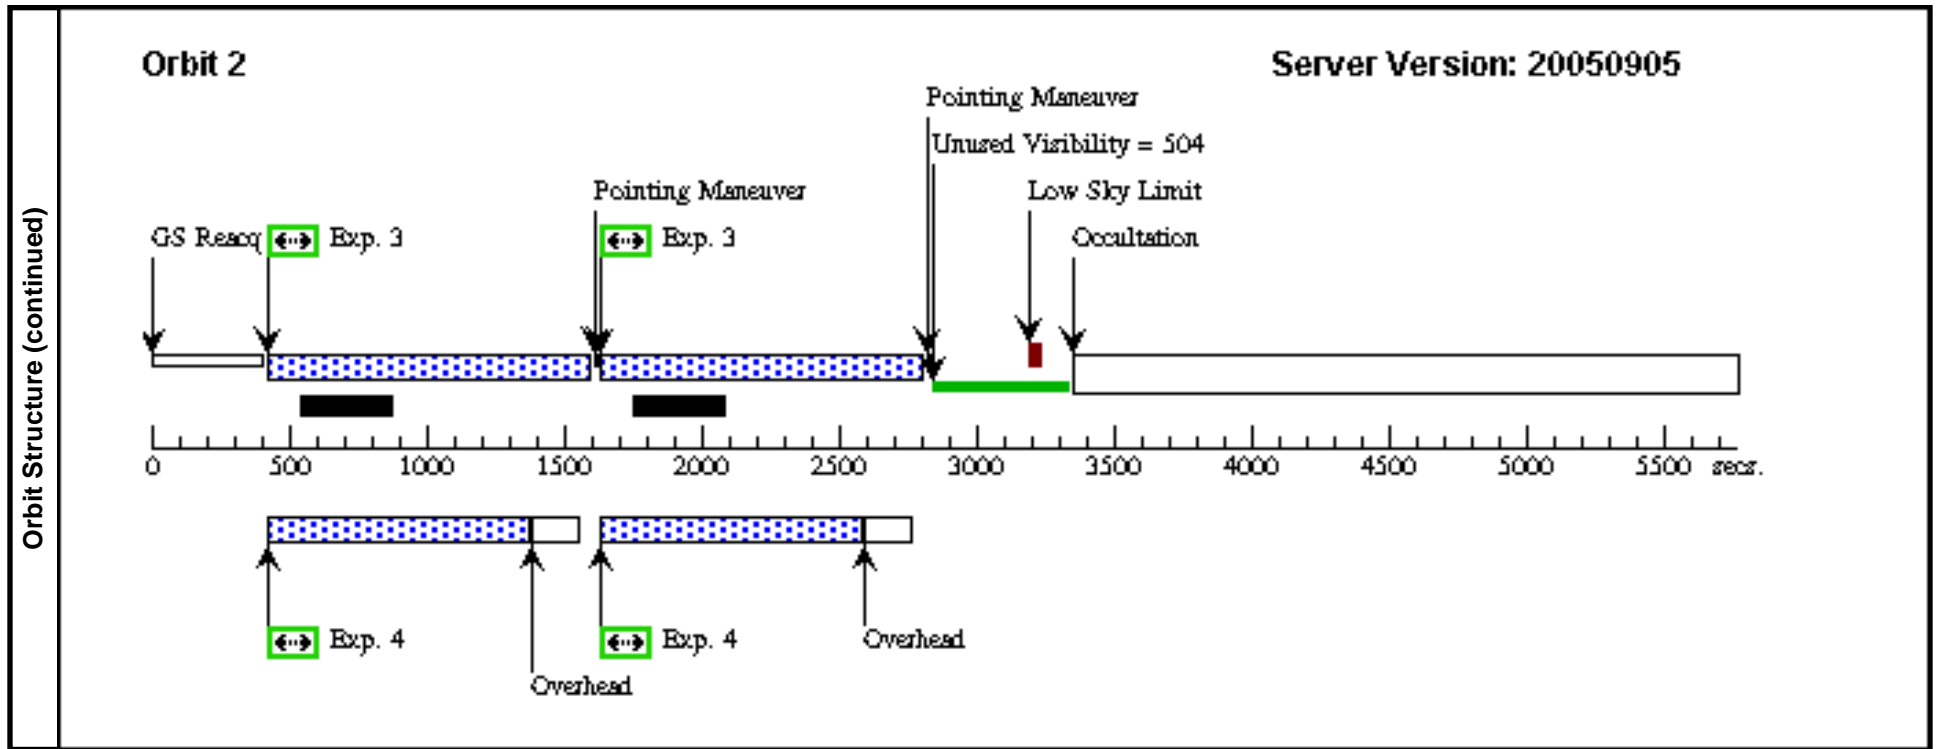 Orbit Structure (continued)
Orbit 2
Server Version: 20050905
Pointing Maneuver
Unused Visibility = 504
Pointing Maneuver
Low Sky Limit
GS Reacq
Exp. 3
Exp. 3
Occultation
0 500 1000 1500 2000 2500 3000 3500 4000 4500 5000 5500 secs.
Exp. 4
Exp. 4
Overhead
Overhead